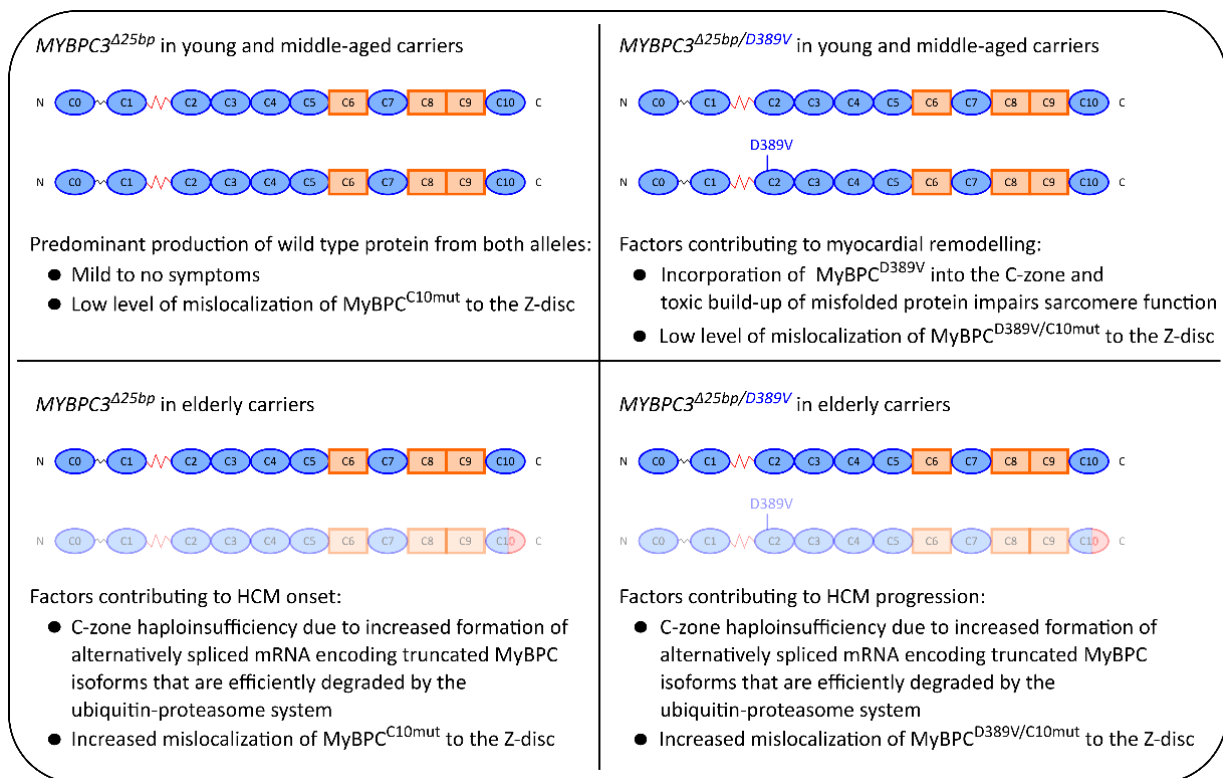 MYBPC3Δ25bp in young and middle-aged carriers
N C0 C1 C2 C3 C4 C5 C6 C7 C8 C9 C10 C
N C0 C1 C2 C3 C4 C5 C6 C7 C8 C9 C10 C
Predominant production of wild type protein from both alleles:
● Mild to no symptoms
● Low level of mislocalization of MyBPCC10mut to the Z-disc
MYBPC3Δ25bp/D389V in young and middle-aged carriers
N C0 C1 C2 C3 C4 C5 C6 C7 C8 C9 C10 C
D389V
N C0 C1 C2 C3 C4 C5 C6 C7 C8 C9 C10 C
Factors contributing to myocardial remodelling:
● Incorporation of MyBPCD389V into the C-zone and
toxic build-up of misfolded protein impairs sarcomere function
● Low level of mislocalization of MyBPCD389V/C10mut to the Z-disc
MYBPC3Δ25bp in elderly carriers
N C0 C1 C2 C3 C4 C5 C6 C7 C8 C9 C10 C
N C0 C1 C2 C3 C4 C5 C6 C7 C8 C9 C10 C
Factors contributing to HCM onset:
● C-zone haploinsufficiency due to increased formation of
alternatively spliced mRNA encoding truncated MyBPC
isoforms that are efficiently degraded by the
ubiquitin-proteasome system
● Increased mislocalization of MyBPCC10mut to the Z-disc
MYBPC3Δ25bp/D389V in elderly carriers
N C0 C1 C2 C3 C4 C5 C6 C7 C8 C9 C10 C
D389V
N C0 C1 C2 C3 C4 C5 C6 C7 C8 C9 C10 C
Factors contributing to HCM progression:
● C-zone haploinsufficiency due to increased formation of
alternatively spliced mRNA encoding truncated MyBPC
isoforms that are efficiently degraded by the
ubiquitin-proteasome system
● Increased mislocalization of MyBPCD389V/C10mut to the Z-disc